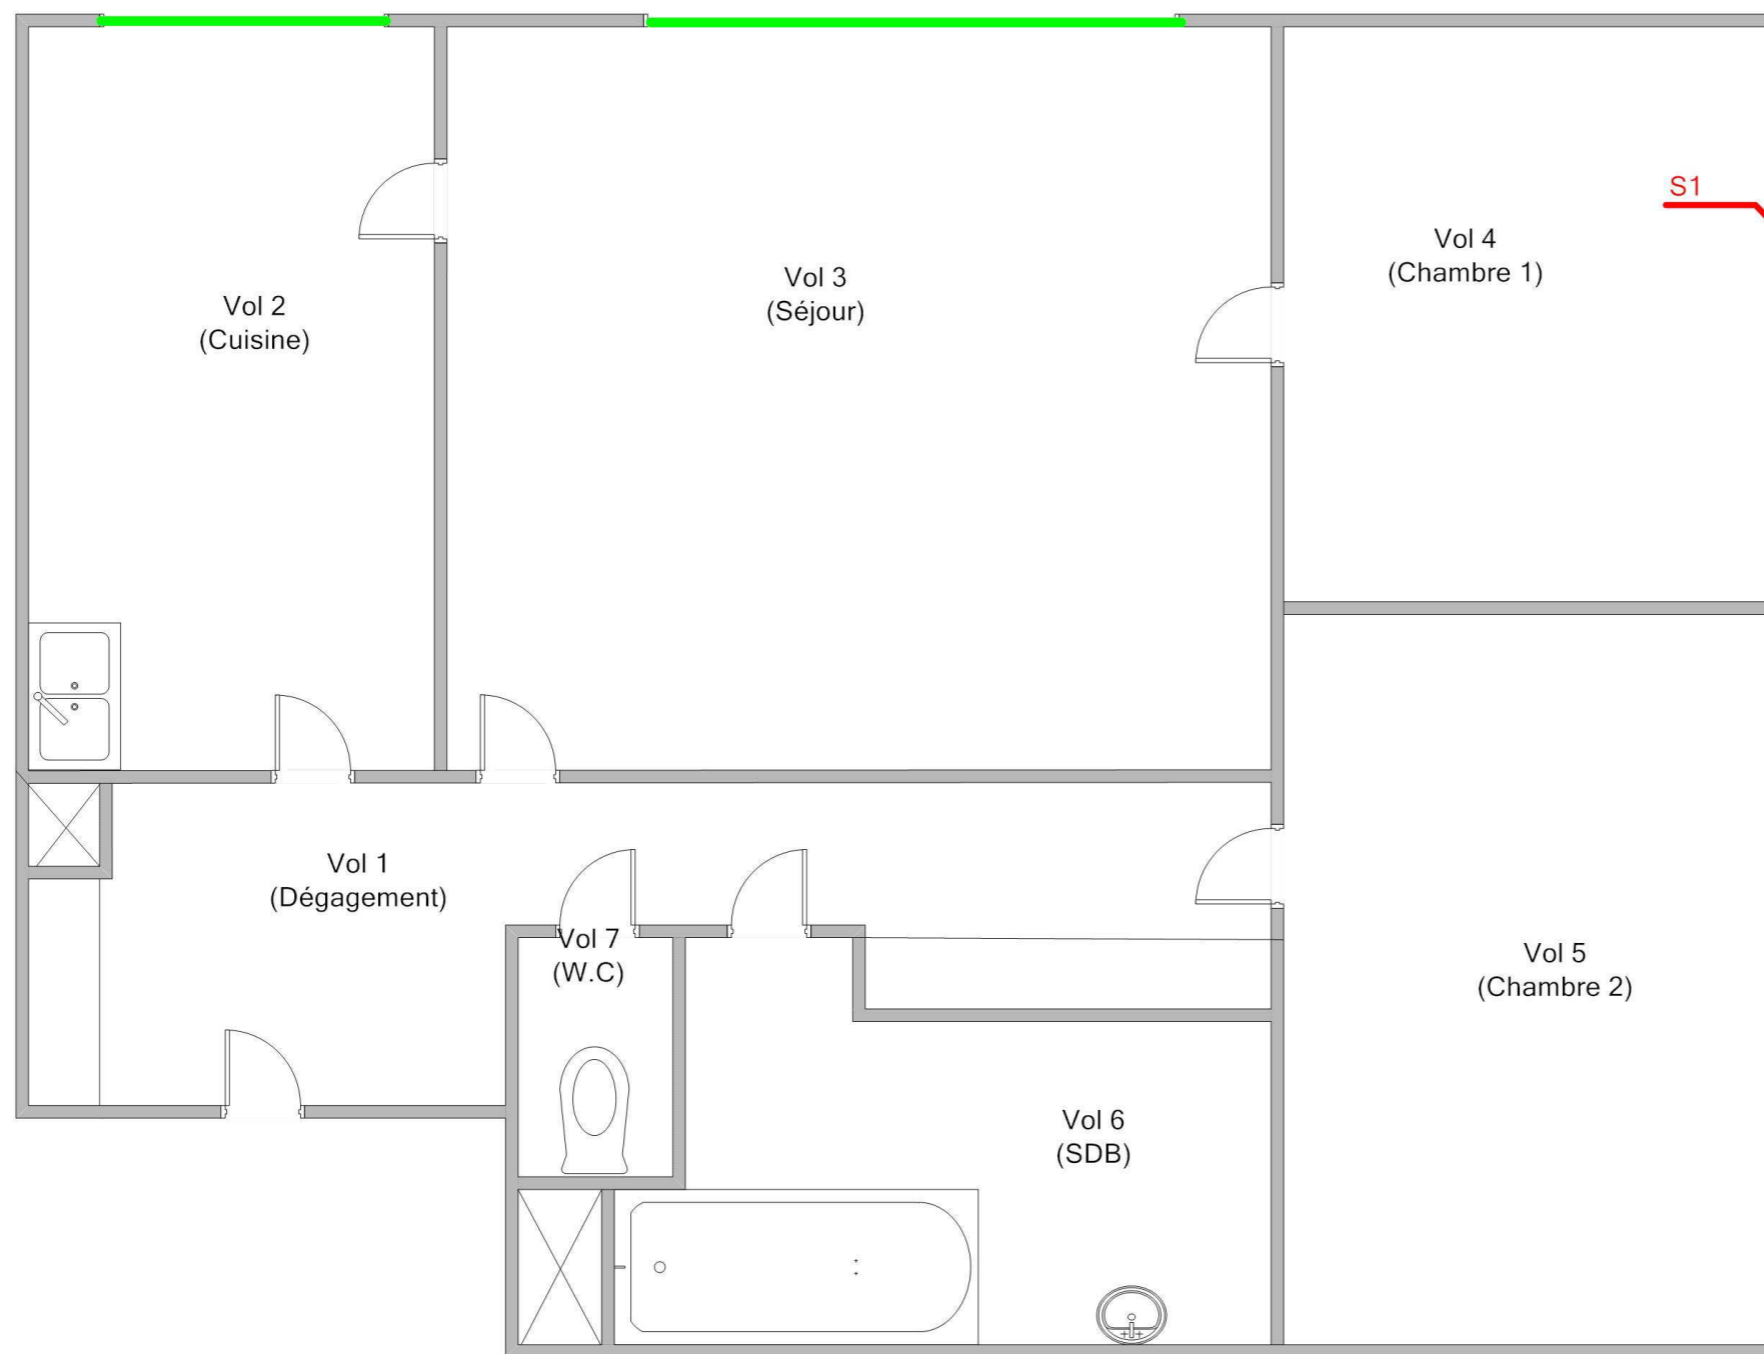 S1
Vol 4
(Chambre 1)
Vol 3
(Séjour)
Vol 2
(Cuisine)
Vol 1
(Dégagement)
Vol 7
(W.C)
Vol 5
(Chambre 2)
Vol 6
(SDB)